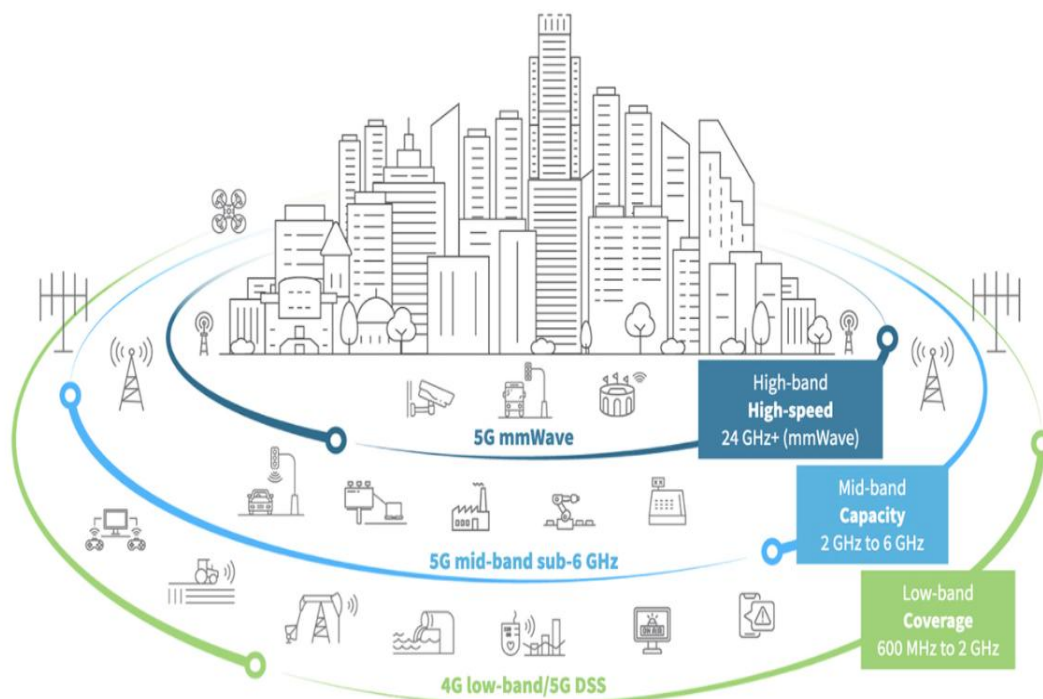 High-band
High-speed
24 GHz+ (mmWave)
5G mmWave
Mid-band
Capacity
2 GHz to 6 GHz
5G mid-band sub-6 GHz
Low-band
Coverage
600 MHz to 2 GHz
4G low-band/5G DSS